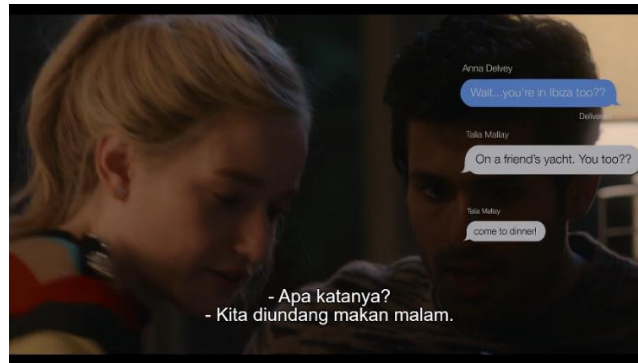 Anna Delvey
Wait...you're in Ibiza too??
Delivered
Talia Mallay
On a friend's yacht. You too??
Talia Mallay
come to dinner!
- Apa katanya?
- Kita diundang makan malam.